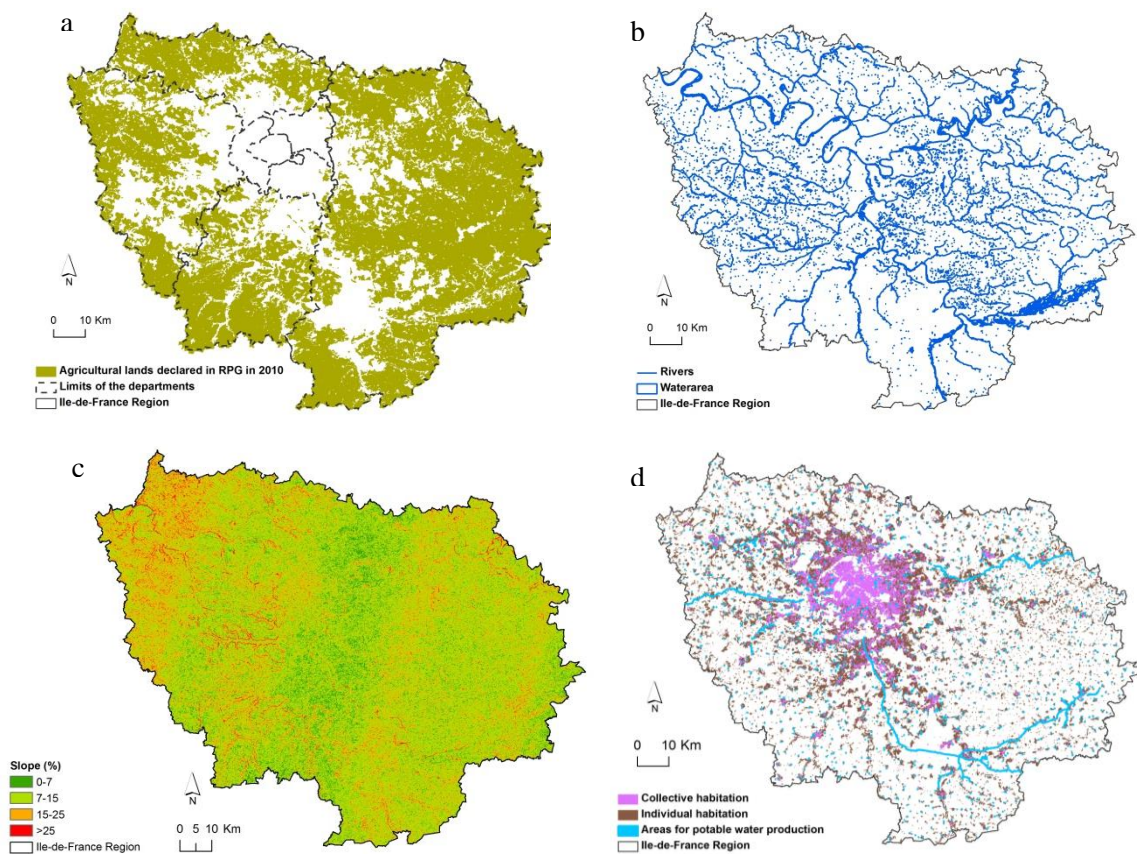 a
N
0 10 Km
Agricultural lands declared in RPG in 2010
Limits of the departments
Ile-de-France Region
b
N
0 10 Km
Rivers
Waterarea
Ile-de-France Region
c
Slope (%)
0-7
7-15
15-25
>25
Ile-de-France Region
N
0 5 10 Km
d
N
0 10 Km
Collective habitation
Individual habitation
Areas for potable water production
Ile-de-France Region